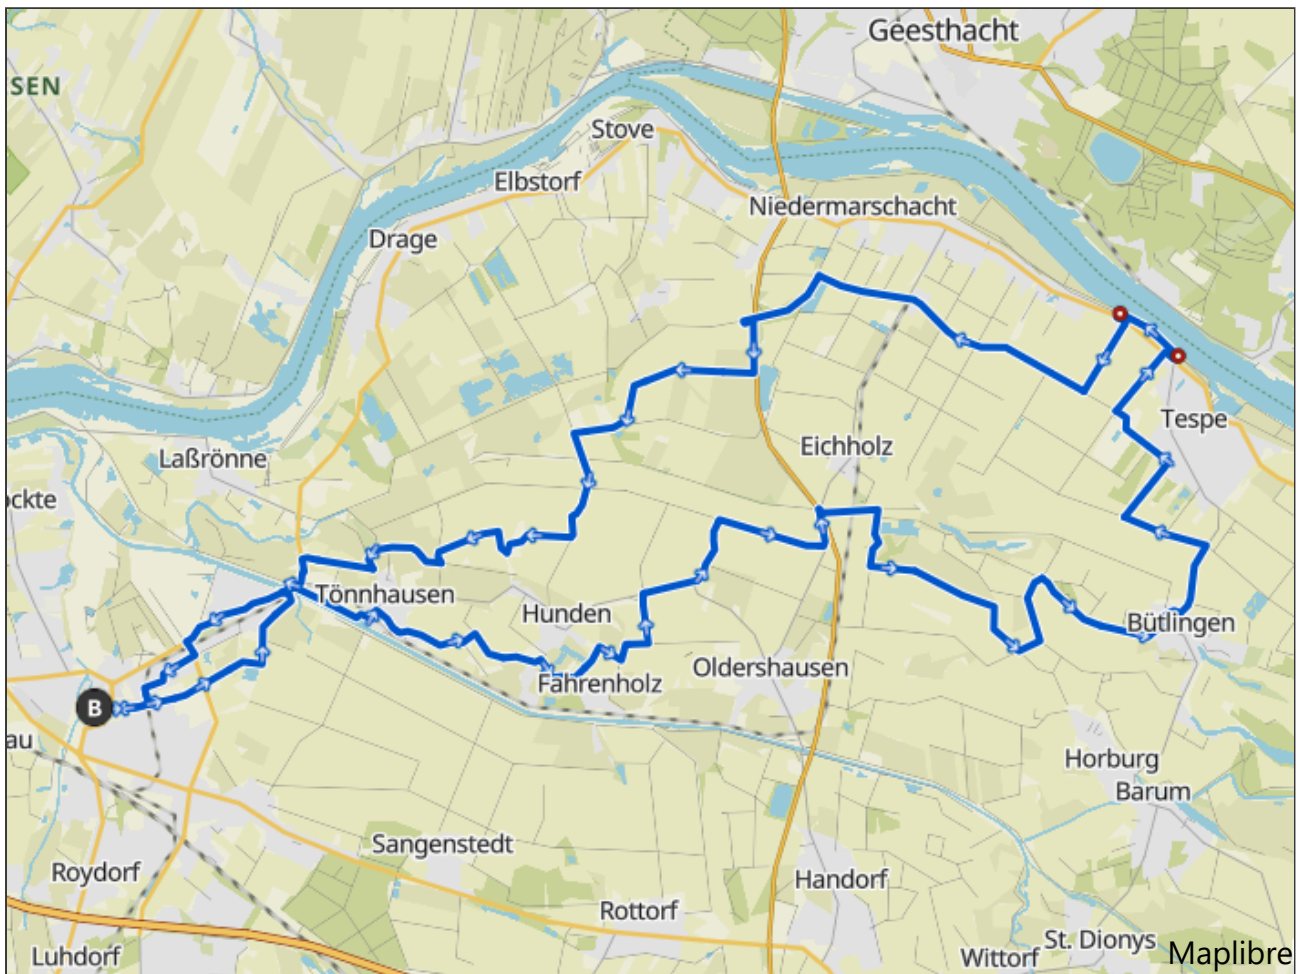 Geesthacht
SEN
Stove
Elbstorf
Niedermarschacht
Drage
Tespe
Eichholz
Laßrönne
ckte
Tönnhausen
Hunden
Bütlingen
Oldershausen
Fahrenholz
B
au
Horburg
Barum
Sangenstedt
Roydorf
Handorf
Rottorf
St. Dionys
Maplibre
Luhdorf
Wittorf